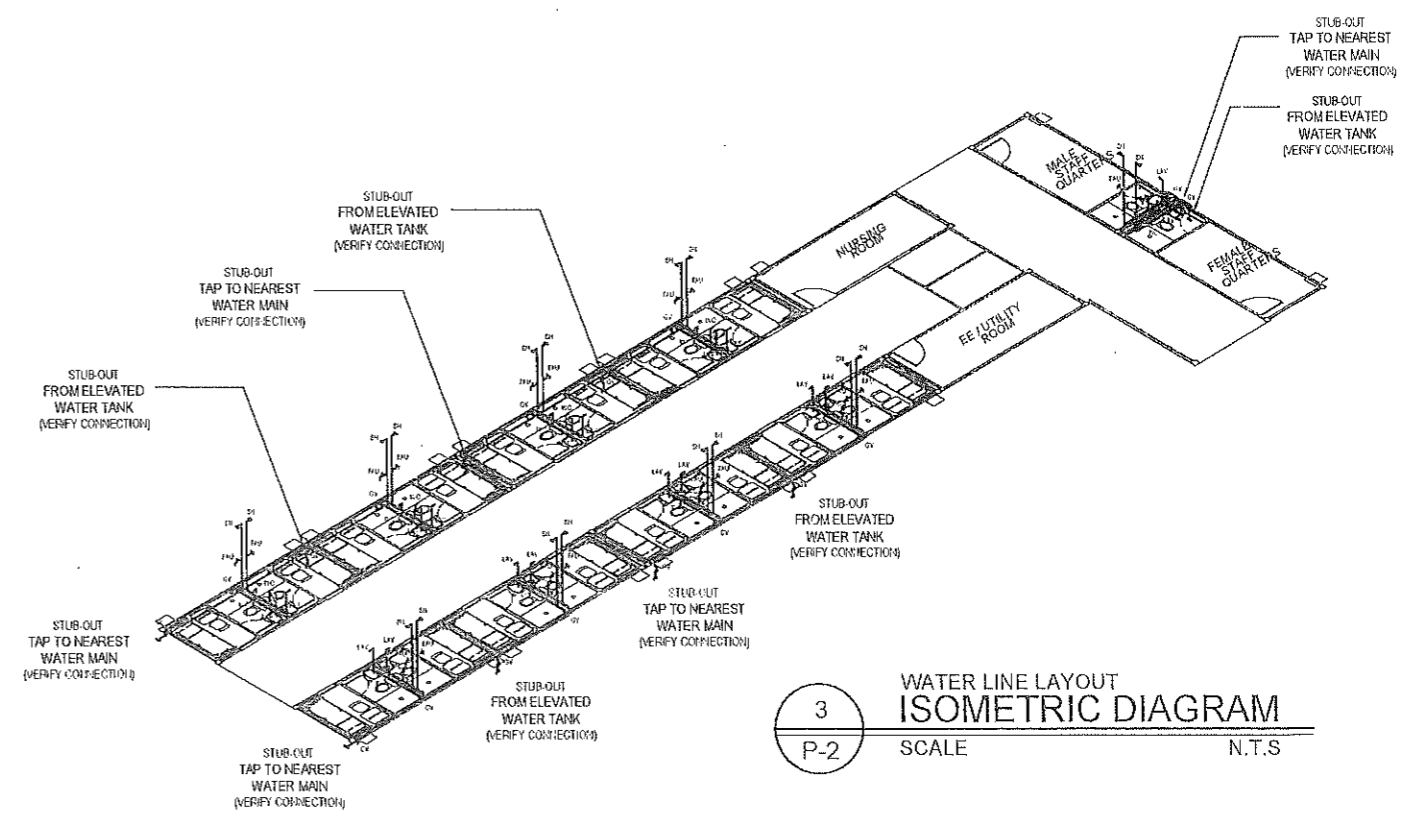 STUB-OUT
TAP TO NEAREST
WATER MAIN
(VERIFY CONNECTION)
STUB-OUT
FROM ELEVATED
WATER TANK
(VERIFY CONNECTION)
MALE
STAFF
QUARTERS
FEMALE
STAFF
QUARTERS
STUB-OUT
FROM ELEVATED
WATER TANK
(VERIFY CONNECTION)
NURSING
ROOM
STUB-OUT
TAP TO NEAREST
WATER MAIN
(VERIFY CONNECTION)
EE / UTILITY
ROOM
STUB-OUT
FROM ELEVATED
WATER TANK
(VERIFY CONNECTION)
STUB-OUT
FROM ELEVATED
WATER TANK
(VERIFY CONNECTION)
STUB-OUT
TAP TO NEAREST
WATER MAIN
(VERIFY CONNECTION)
STUB-OUT
TAP TO NEAREST
WATER MAIN
(VERIFY CONNECTION)
STUB-OUT
FROM ELEVATED
WATER TANK
(VERIFY CONNECTION)
STUB-OUT
TAP TO NEAREST
WATER MAIN
(VERIFY CONNECTION)
3
P-2
WATER LINE LAYOUT
ISOMETRIC DIAGRAM
SCALE N.T.S